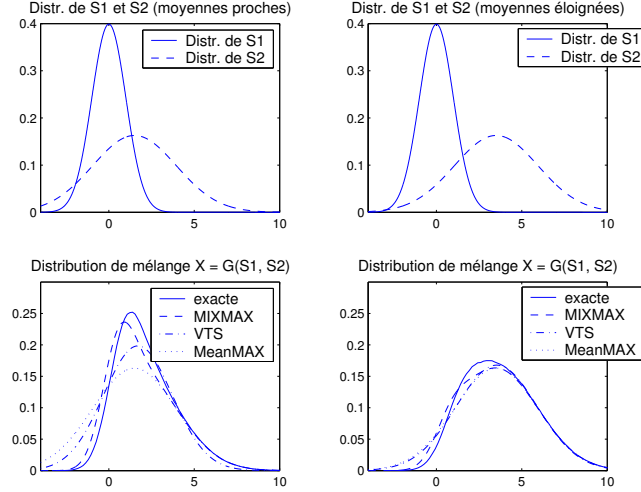 Distr. de S1 et S2 (moyennes proches)
0.4
0.3
0.2
0.1
0
0
5
10
Distr. de S1
Distr. de S2
Distr. de S1 et S2 (moyennes éloignées)
0.4
0.3
0.2
0.1
0
0
5
10
Distr. de S1
Distr. de S2
Distribution de mélange X = G(S1, S2)
0.25
0.2
0.15
0.1
0.05
0
0
5
10
exacte
MIXMAX
VTS
MeanMAX
Distribution de mélange X = G(S1, S2)
0.25
0.2
0.15
0.1
0.05
0
0
5
10
exacte
MIXMAX
VTS
MeanMAX